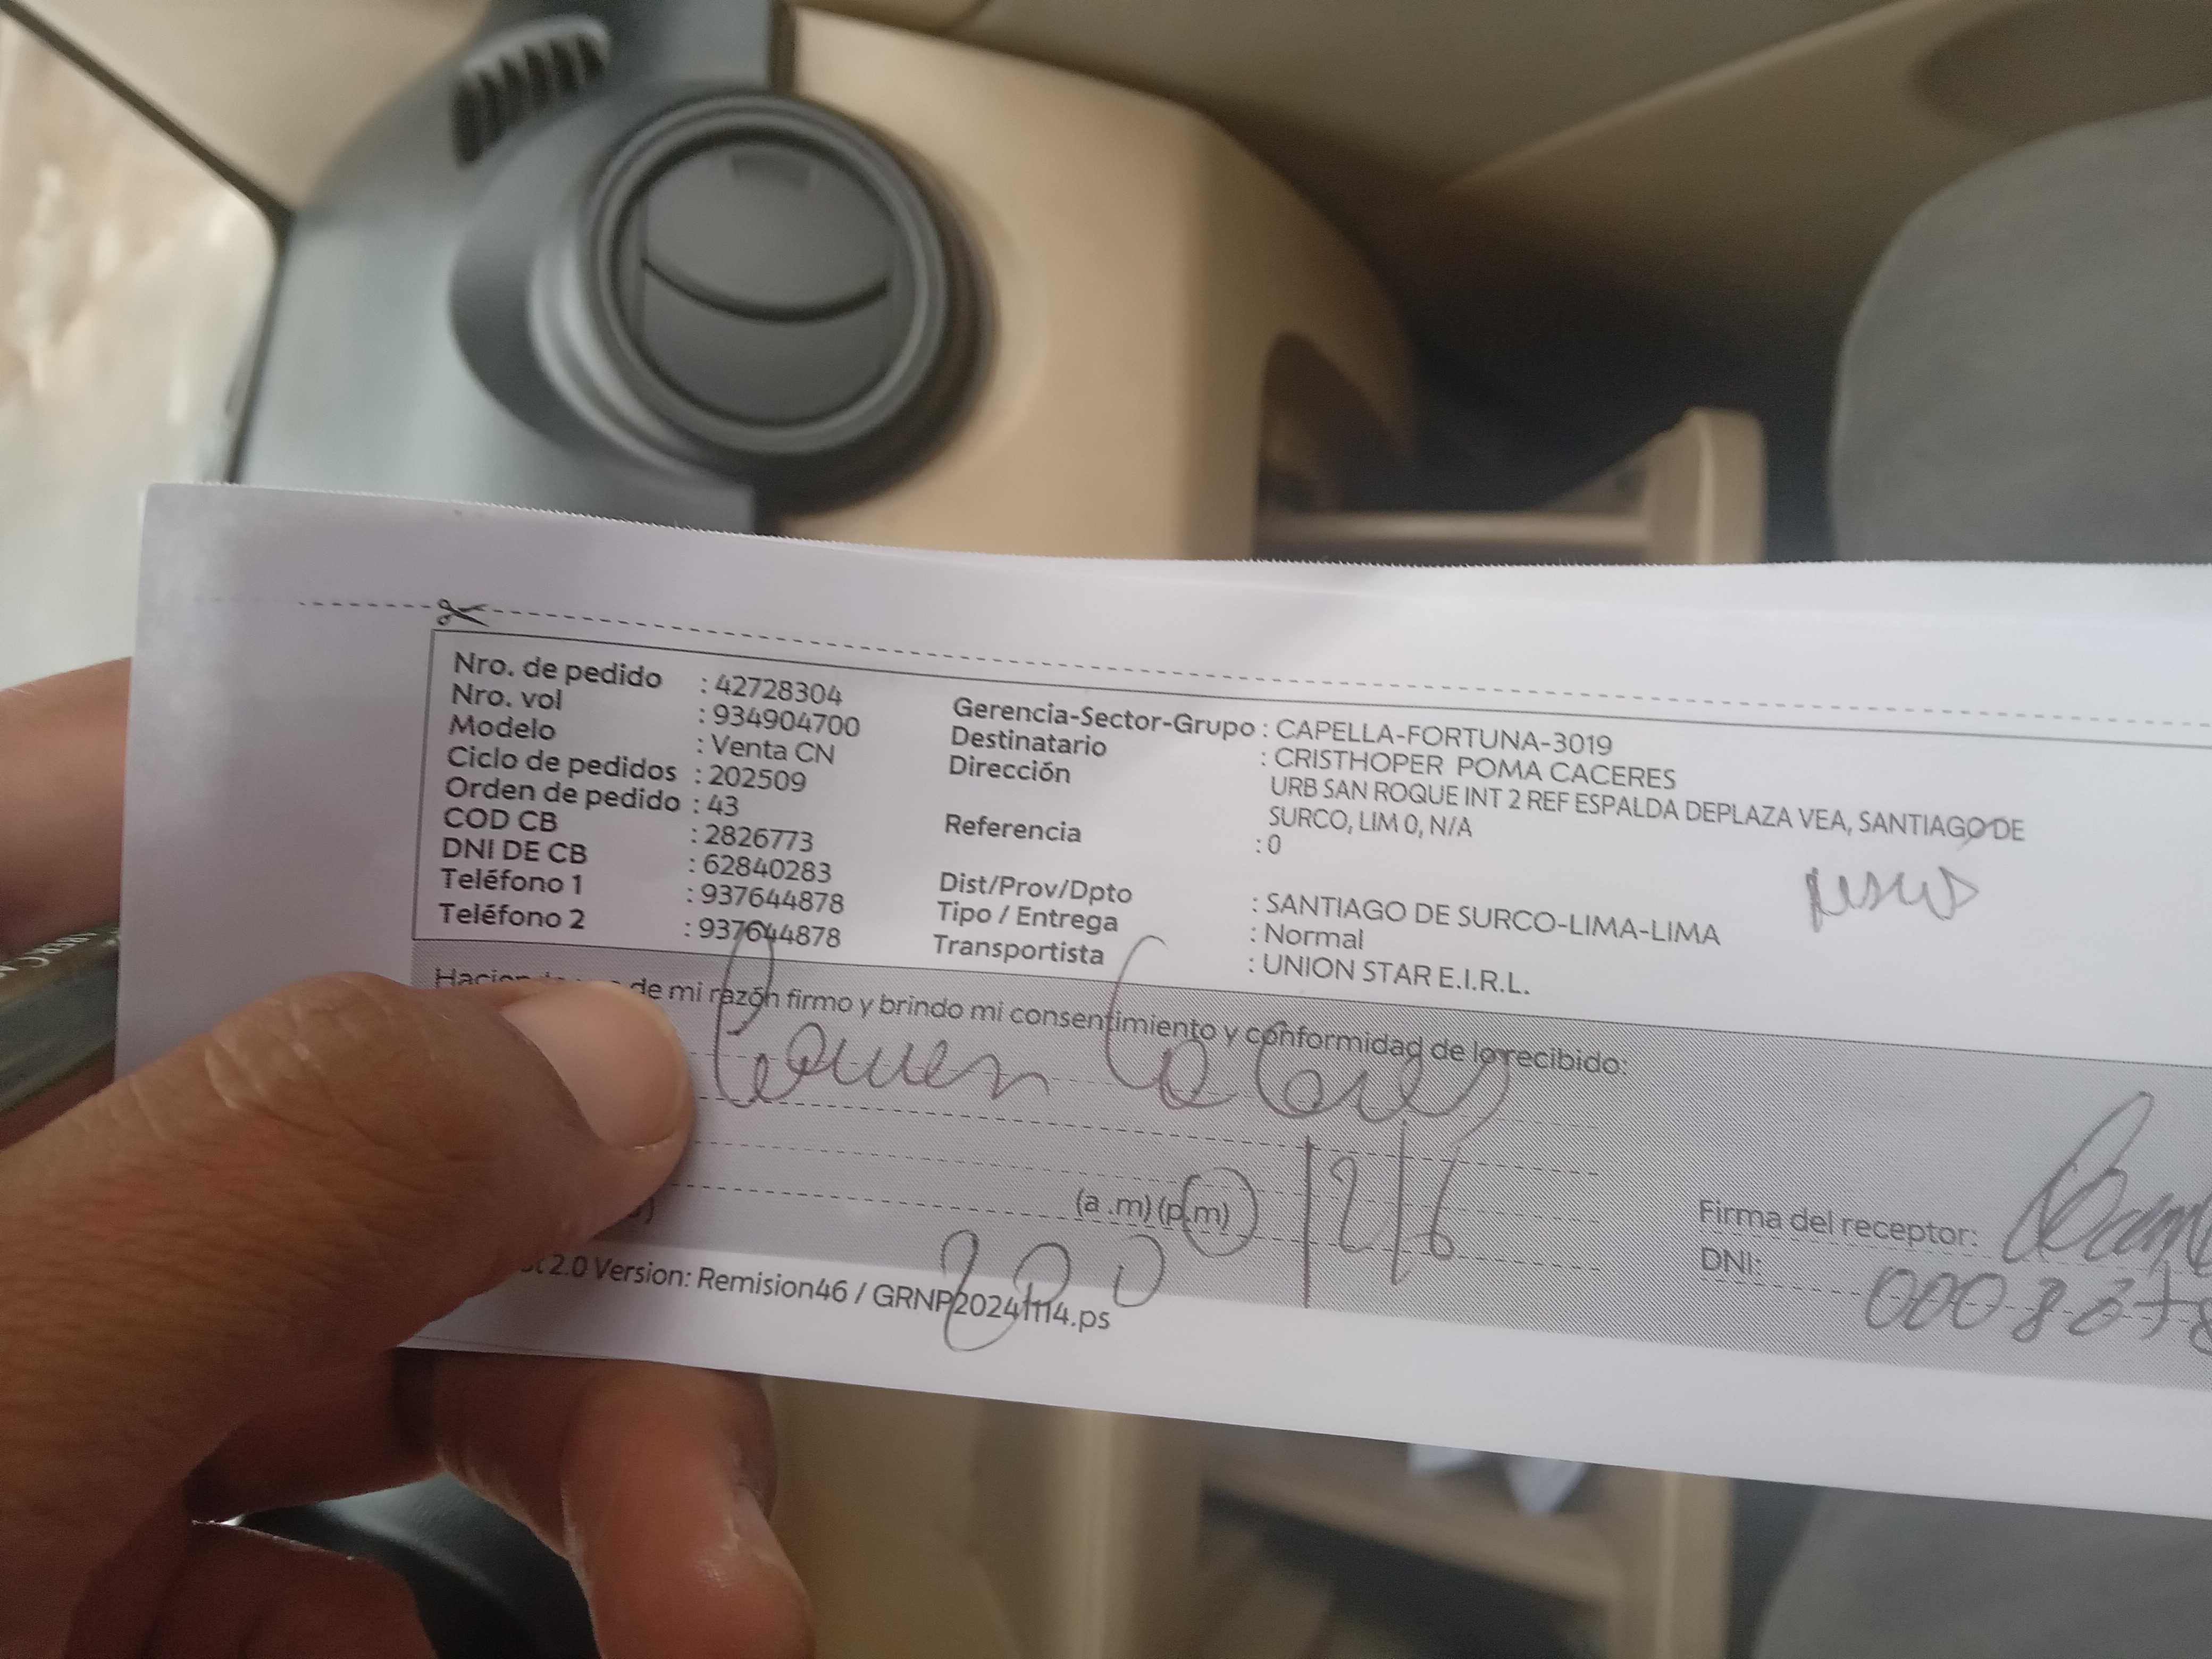 Nro. de pedido : 42728304
Nro. vol : 934904700
Modelo : Venta CN
Ciclo de pedidos : 202509
Orden de pedido : 43
COD CB : 2826773
DNI DE CB : 62840283
Teléfono 1 : 937644878
Teléfono 2 : 937644878
Gerencia-Sector-Grupo : CAPELLA-FORTUNA-3019
Destinatario : CRISTHOPER POMA CACERES
Dirección URB SAN ROQUE INT 2 REF ESPALDA DEPLAZA VEA, SANTIAGO DE
SURCO, LIM 0, N/A
Referencia : 0
Dist/Prov/Dpto : SANTIAGO DE SURCO-LIMA-LIMA
Tipo / Entrega : Normal
Transportista : UNION STAR E.I.R.L.
de mi razón firmo y brindo mi consentimiento y conformidad de lo recibido:
(a .m) (p.m) 12/6
Firma del receptor:
DNI:
2.0 Version: Remision46 / GRNP20241114.ps